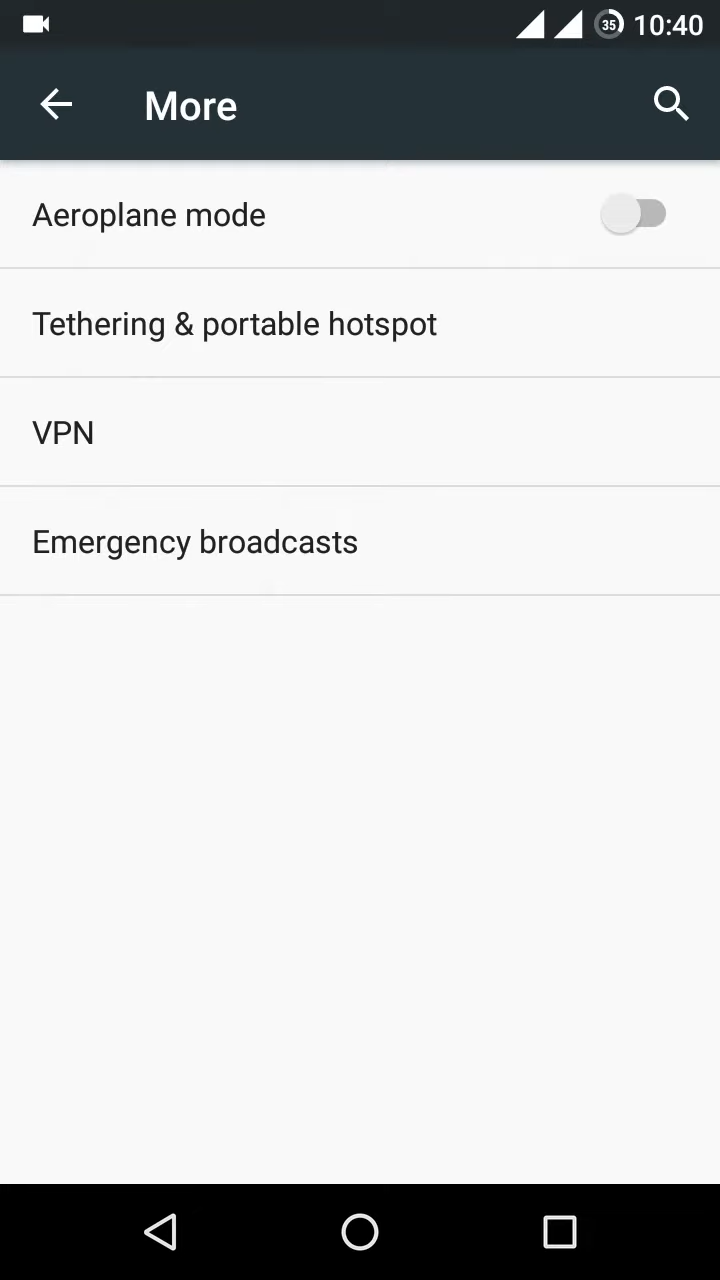 35 10:40
More
Aeroplane mode
Tethering & portable hotspot
VPN
Emergency broadcasts